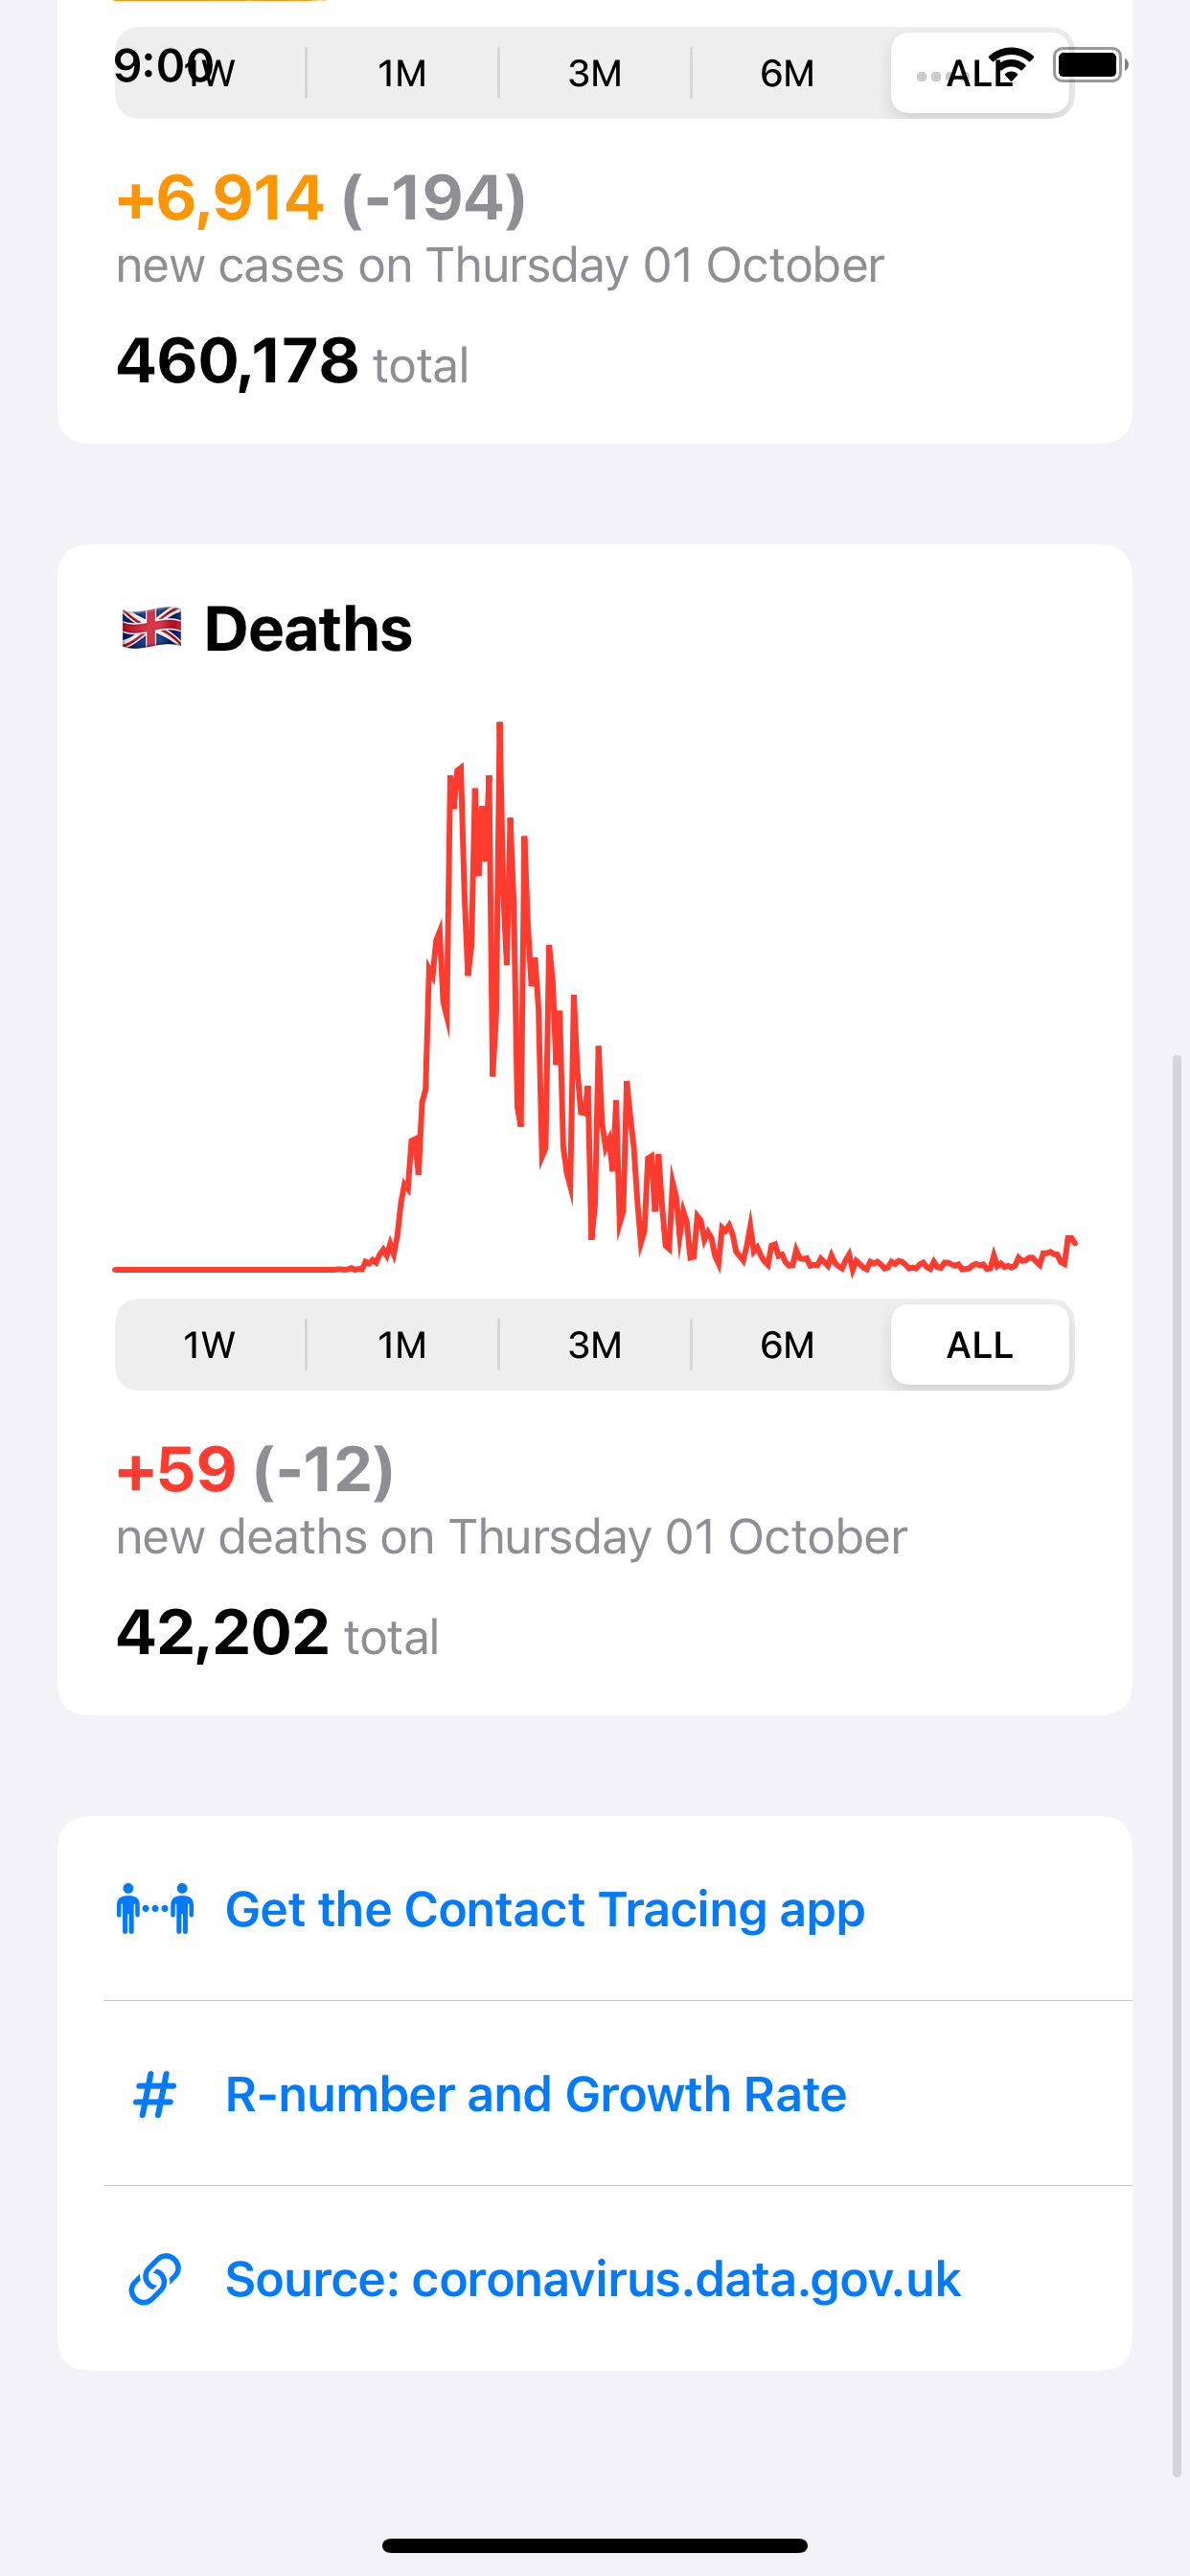 9:00
1W 1M 3M 6M ALL
+6,914 (-194)
new cases on Thursday 01 October
460,178 total
Deaths
1W 1M 3M 6M ALL
+59 (-12)
new deaths on Thursday 01 October
42,202 total
Get the Contact Tracing app
# R-number and Growth Rate
Source: coronavirus.data.gov.uk